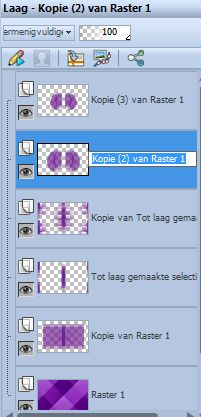 Laag - Kopie (2) van Raster 1
ermenigvuldige
100
Kopie (3) van Raster 1
Kopie (2) van Raster 1
Kopie van Tot laag gemaa
Tot laag gemaakte selecti
Kopie van Raster 1
Raster 1